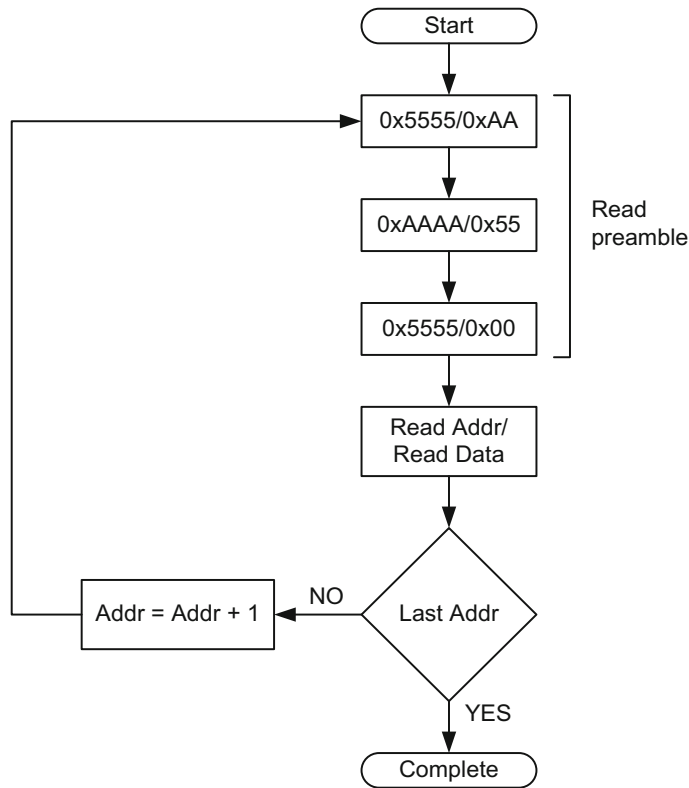 Start
0x5555/0xAA
0xAAAA/0x55
Read
preamble
0x5555/0x00
Read Addr/
Read Data
Last Addr
NO
Addr = Addr + 1
YES
Complete